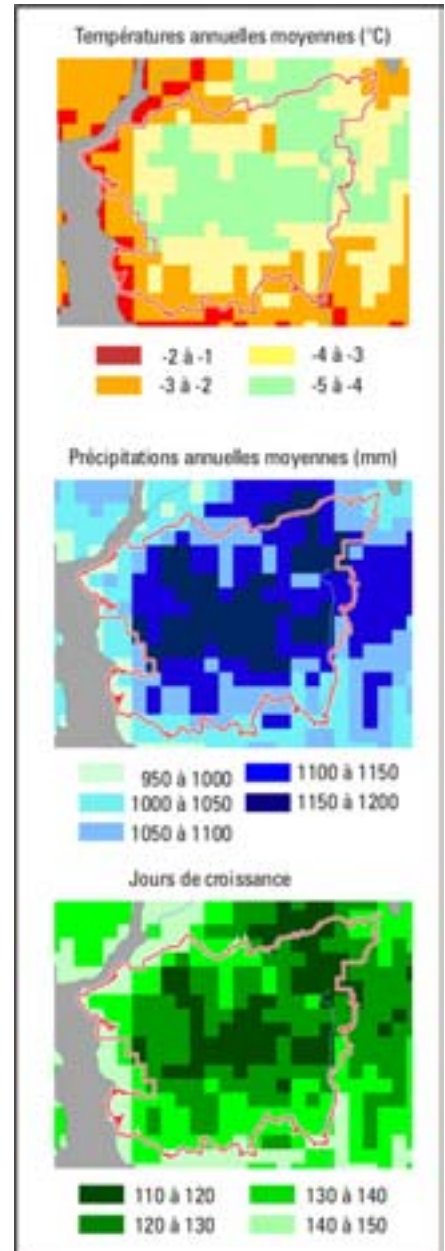 Températures annuelles moyennes (°C)
-2 à -1 -4 à -3
-3 à -2 -5 à -4
Précipitations annuelles moyennes (mm)
950 à 1000 1100 à 1150
1000 à 1050 1150 à 1200
1050 à 1100
Jours de croissance
110 à 120 130 à 140
120 à 130 140 à 150